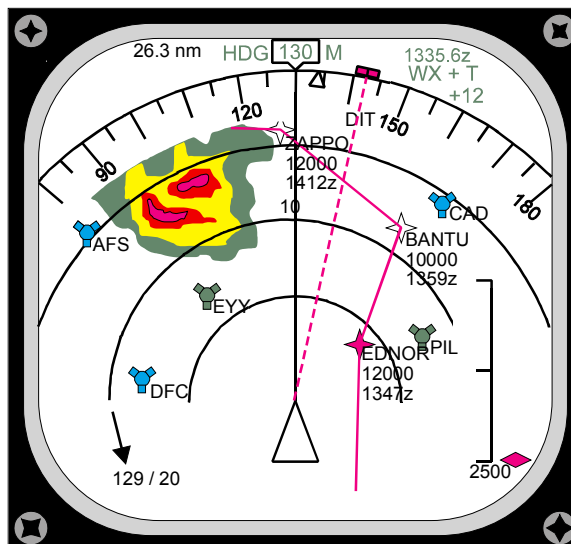 26.3 nm
HDG 130 M
1335.6z
WX + T
+12
90
120
150
180
DIT
ZAPPO
12000
1412z
10
CAD
AFS
BANTU
10000
1359z
EYY
EDNOR
12000
1347z
PIL
DFC
129 / 20
2500